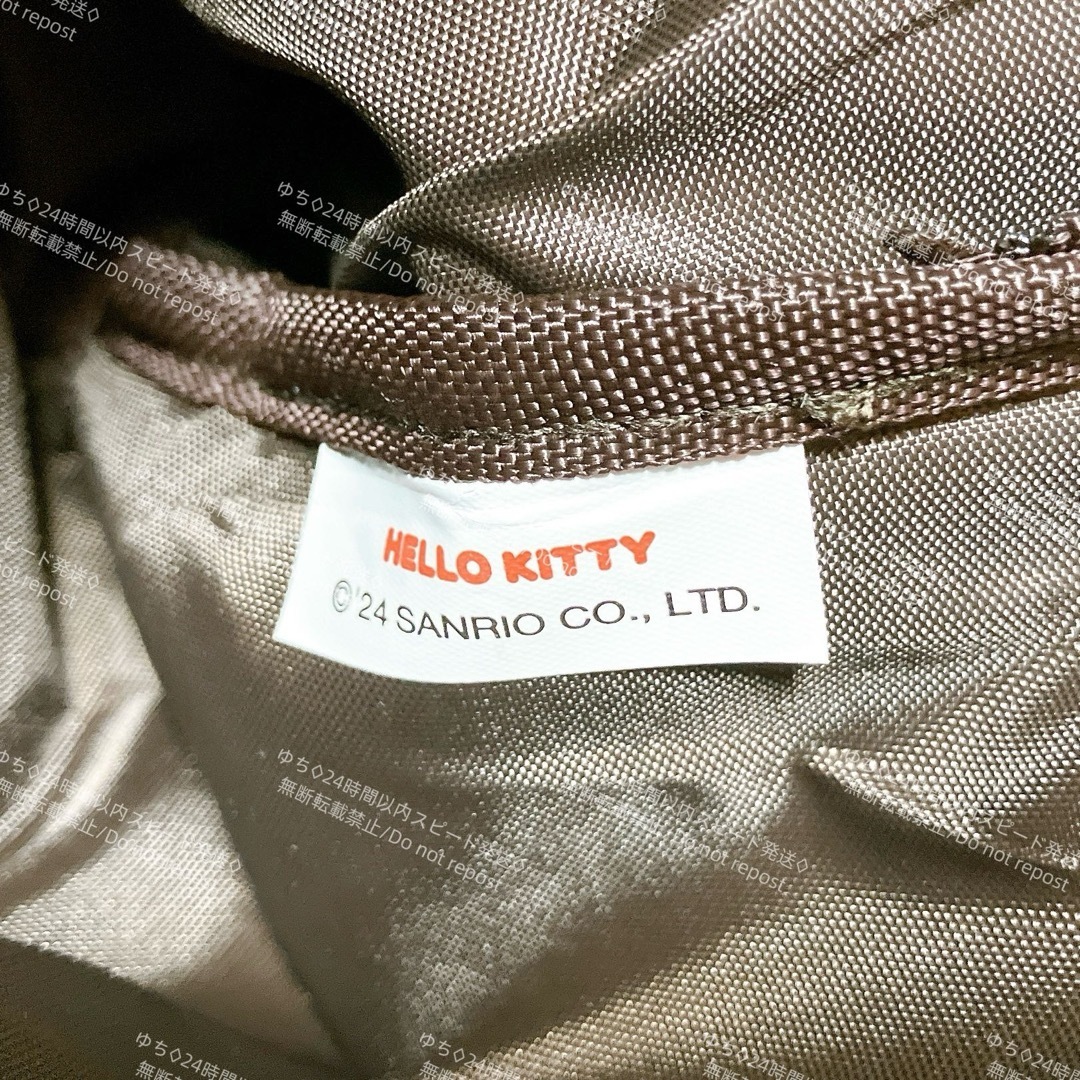 ゆち◇24時間以内スピード発送◇
無断転載禁止/Do not repost
HELLO KITTY
©'24 SANRIO CO., LTD.